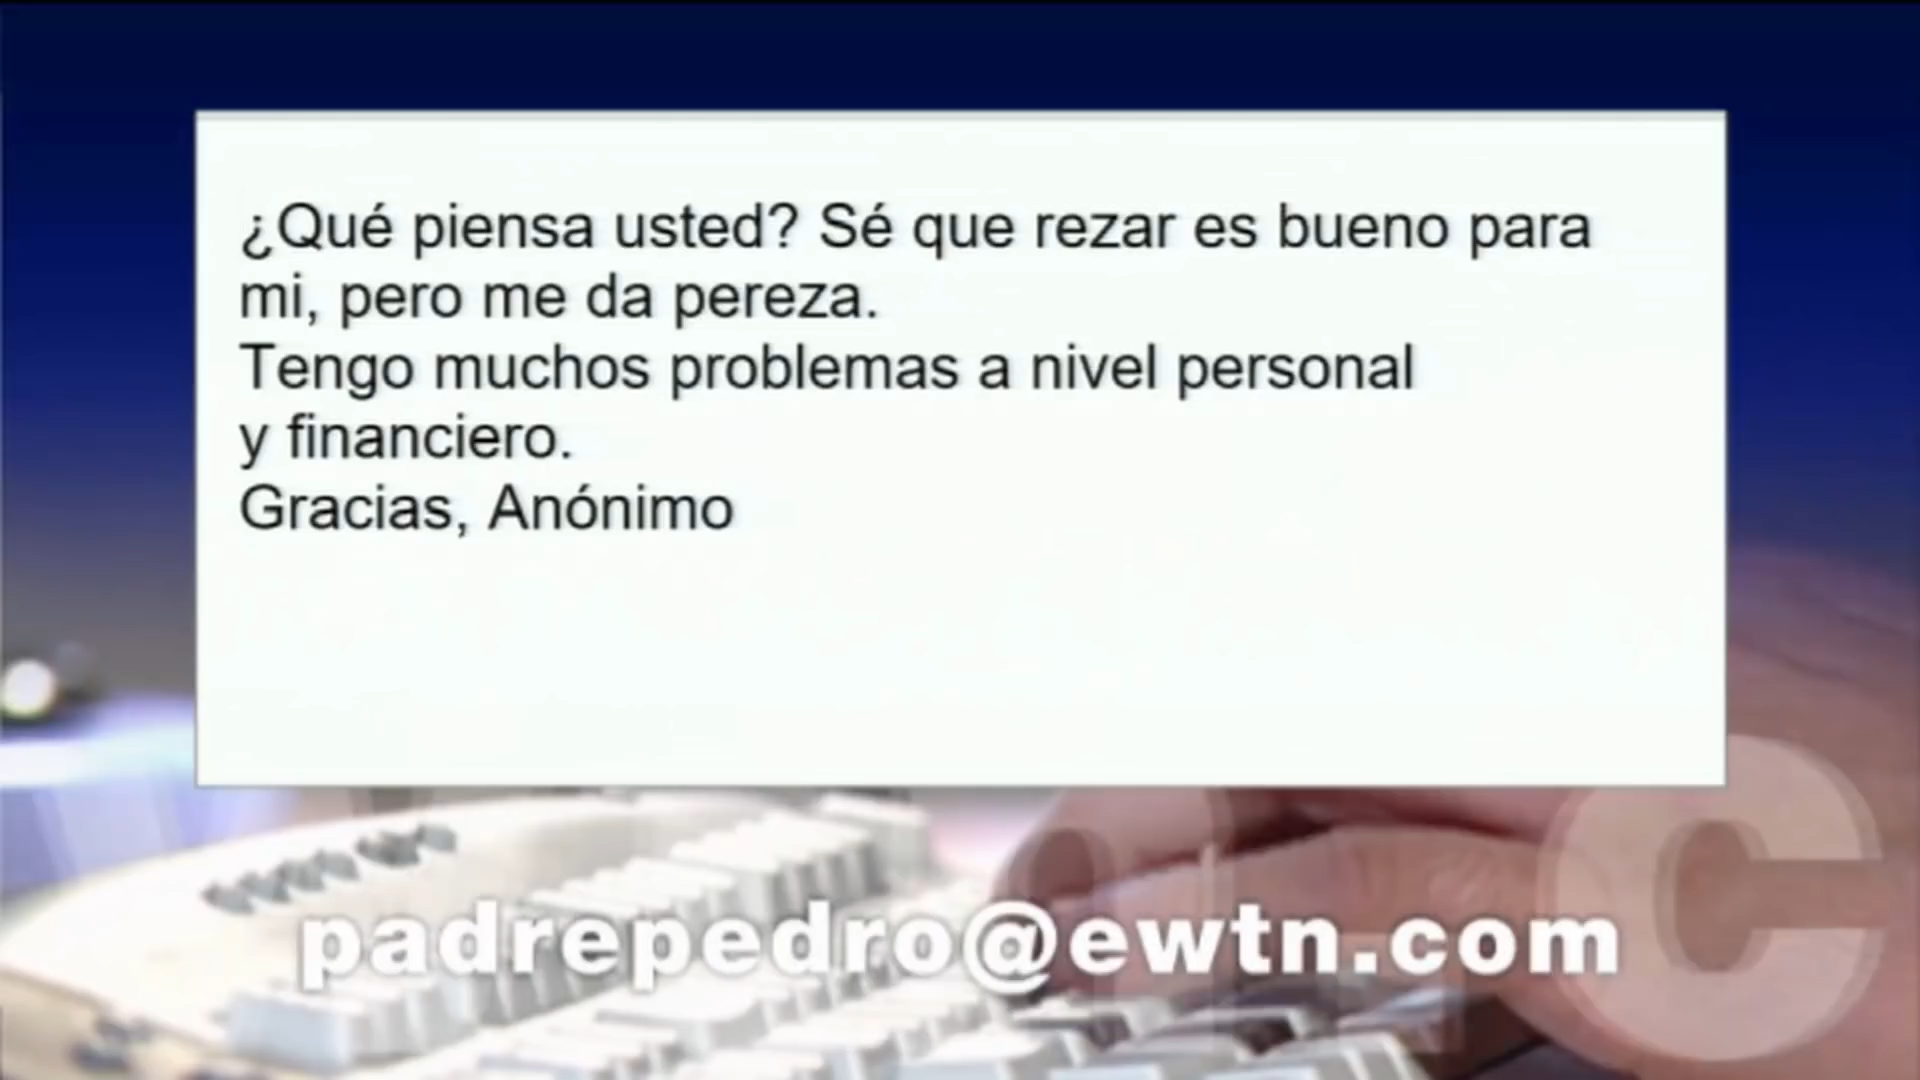 ¿Qué piensa usted? Sé que rezar es bueno para
mi, pero me da pereza.
Tengo muchos problemas a nivel personal
y financiero.
Gracias, Anónimo
padrepedro@ewtn.com